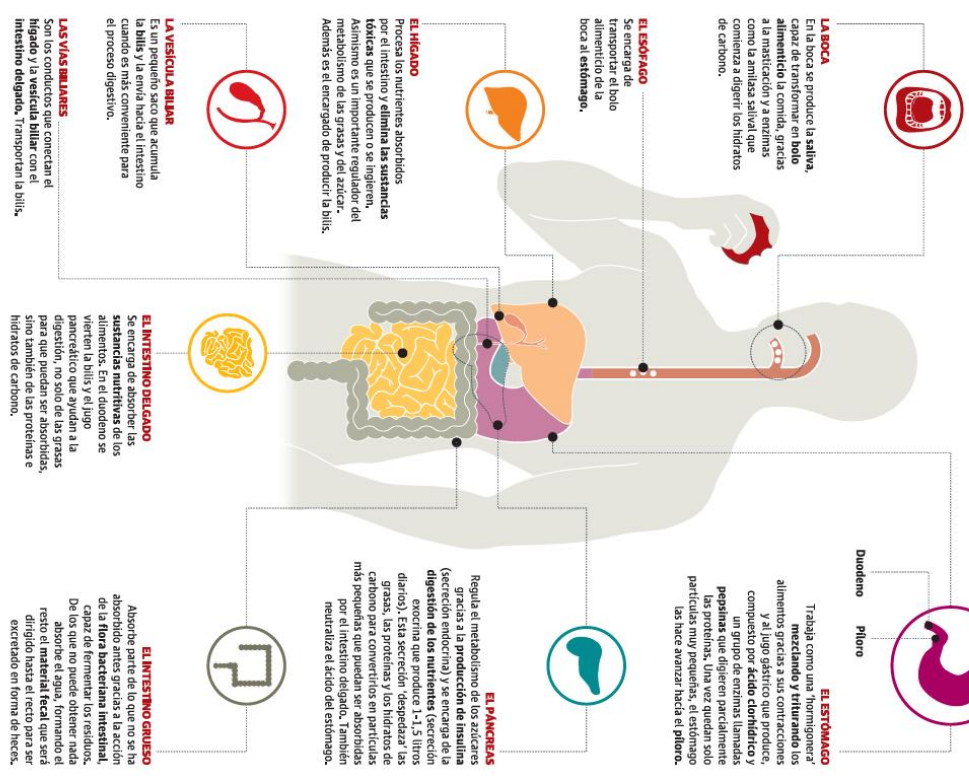 LA BOCA
En la boca se produce la saliva,
capaz de transformar en bolo
alimenticio la comida, gracias
a la masticación y a enzimas
como la amilasa salival que
comienza a digerir los hidratos
de carbono.
EL ESÓFAGO
Se encarga de
transportar el bolo
alimenticio de la
boca al estómago.
EL HÍGADO
Procesa los nutrientes absorbidos
por el intestino y elimina las sustancias
tóxicas que se producen o se ingieren.
Asimismo es un importante regulador del
metabolismo de las grasas y del azúcar.
Además es el encargado de producir la bilis.
LA VESÍCULA BILIAR
Es un pequeño saco que acumula
la bilis y la envía hacia el intestino
cuando es más conveniente para
el proceso digestivo.
LAS VÍAS BILIARES
Son los conductos que conectan el
hígado y la vesícula biliar con el
intestino delgado. Transportan la bilis.
EL INTESTINO DELGADO
Se encarga de absorber las
sustancias nutritivas de los
alimentos. En el duodeno se
vierten la bilis y el jugo
pancreático que ayudan a la
digestión, no solo de las grasas
para que puedan ser absorbidas,
sino también de las proteínas e
hidratos de carbono.
Duodeno
Píloro
EL ESTÓMAGO
Trabaja como una 'hormigonera'
mezclando y triturando los
alimentos gracias a sus contracciones
y al jugo gástrico que produce,
compuesto por ácido clorhídrico y
un grupo de enzimas llamadas
pepsinas que digieren parcialmente
las proteínas. Una vez quedan solo
partículas muy pequeñas, el estómago
las hace avanzar hacia el píloro.
EL PÁNCREAS
Regula el metabolismo de los azúcares
gracias a la producción de insulina
(secreción endocrina) y se encarga de la
digestión de los nutrientes (secreción
exocrina que produce 1-1,5 litros
diarios). Esta secreción 'despedaza' las
grasas, las proteínas y los hidratos de
carbono para convertirlos en partículas
más pequeñas que puedan ser absorbidas
por el intestino delgado. También
neutraliza el ácido del estómago.
EL INTESTINO GRUESO
Absorbe parte de lo que no se ha
absorbido antes gracias a la acción
de la flora bacteriana intestinal,
capaz de fermentar los residuos.
De los que no puede obtener nada
absorbe el agua, formando el
resto el material fecal que será
dirigido hasta el recto para ser
excretado en forma de heces.